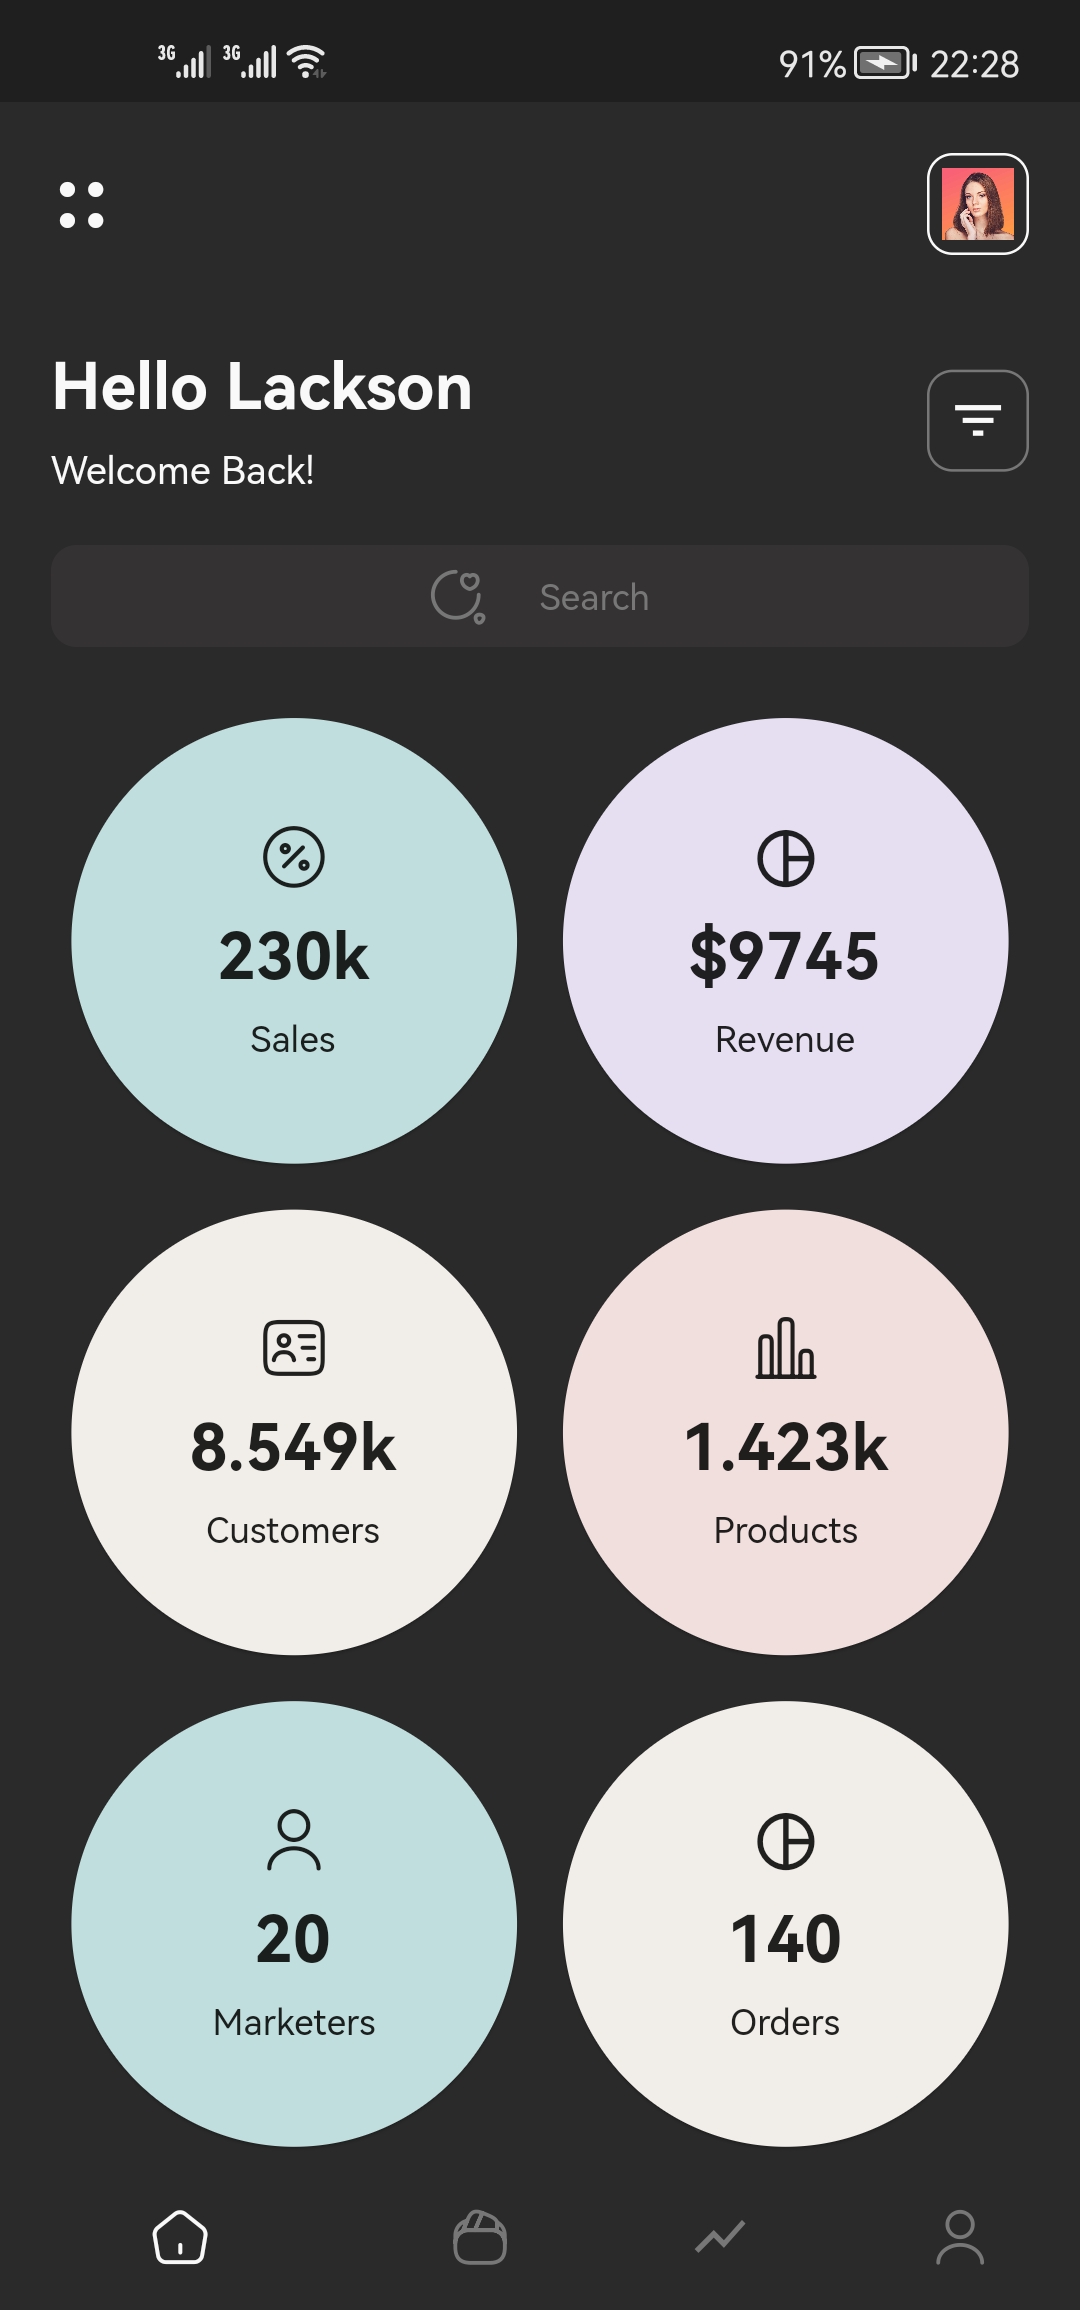 3G 3G 91% 22:28
Hello Lackson
Welcome Back!
Search
230k
Sales
$9745
Revenue
8.549k
Customers
1.423k
Products
20
Marketers
140
Orders